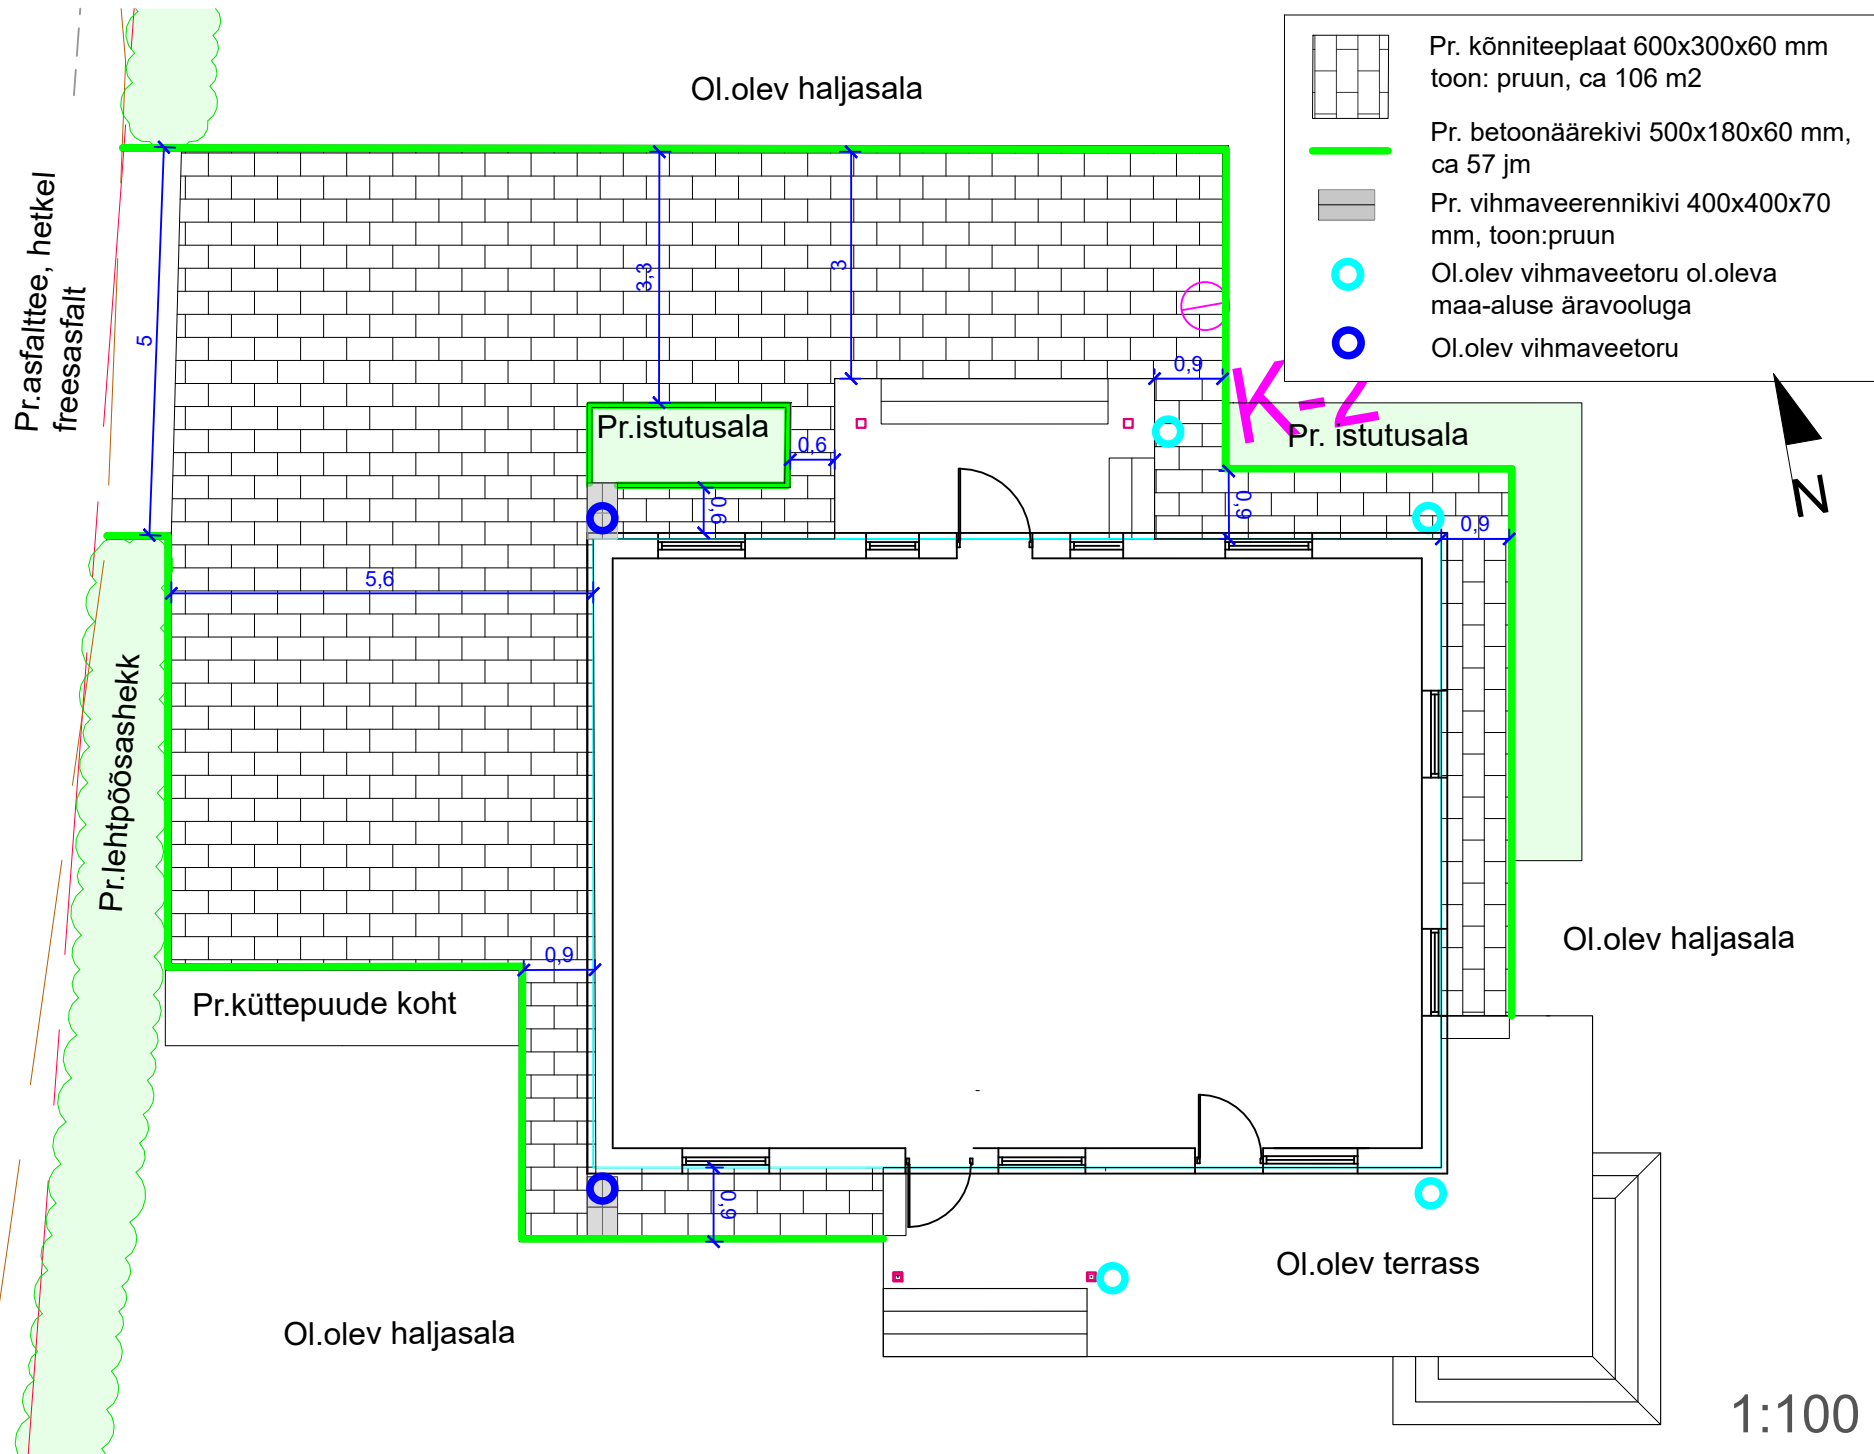 Pr. kõnniteeplaat 600x300x60 mm
toon: pruun, ca 106 m2
Pr. betoonäärekivi 500x180x60 mm,
ca 57 jm
Pr. vihmaveerennikivi 400x400x70
mm, toon:pruun
Ol.olev vihmaveetoru ol.oleva
maa-aluse äravooluga
Ol.olev vihmaveetoru
Ol.olev haljasala
Pr.asfalttee, hetkel
freesasfalt
5
3,3
3
0,9
K-2
Pr.istutusala
0,6
Pr. istutusala
0,6
0,9
0,9
N
5,6
Pr.lehtpõõsashekk
0,9
Ol.olev haljasala
Pr.küttepuude koht
0,9
Ol.olev terrass
Ol.olev haljasala
1:100